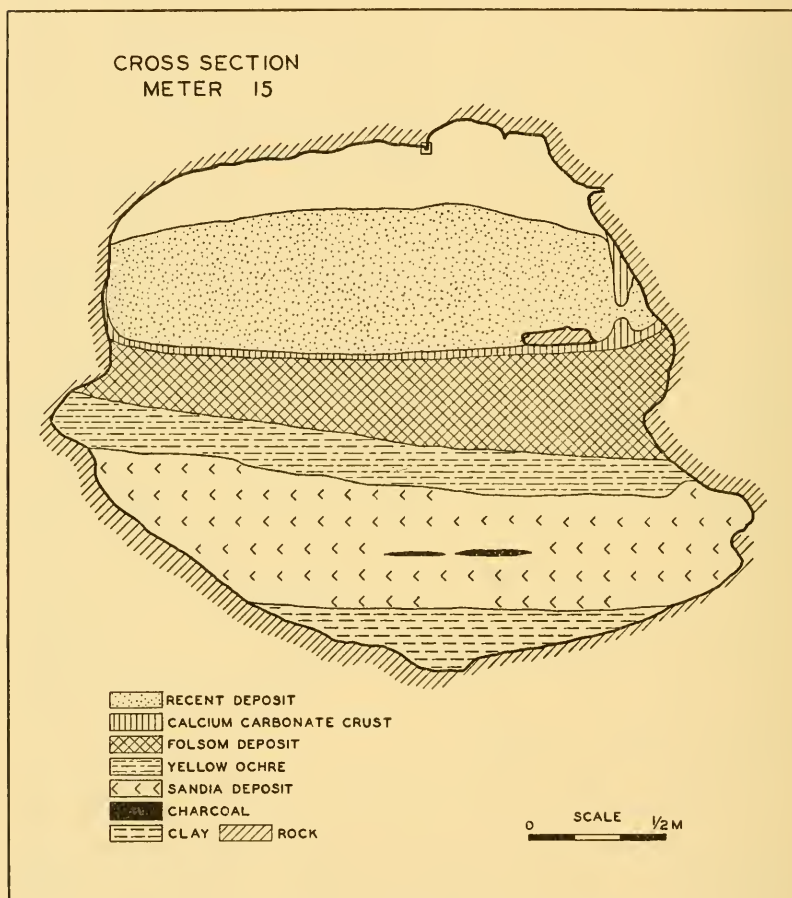 CROSS SECTION
METER 15
RECENT DEPOSIT
CALCIUM CARBONATE CRUST
FOLSOM DEPOSIT
YELLOW OCHRE
SANDIA DEPOSIT
CHARCOAL
CLAY ROCK
SCALE
0 1/2 M